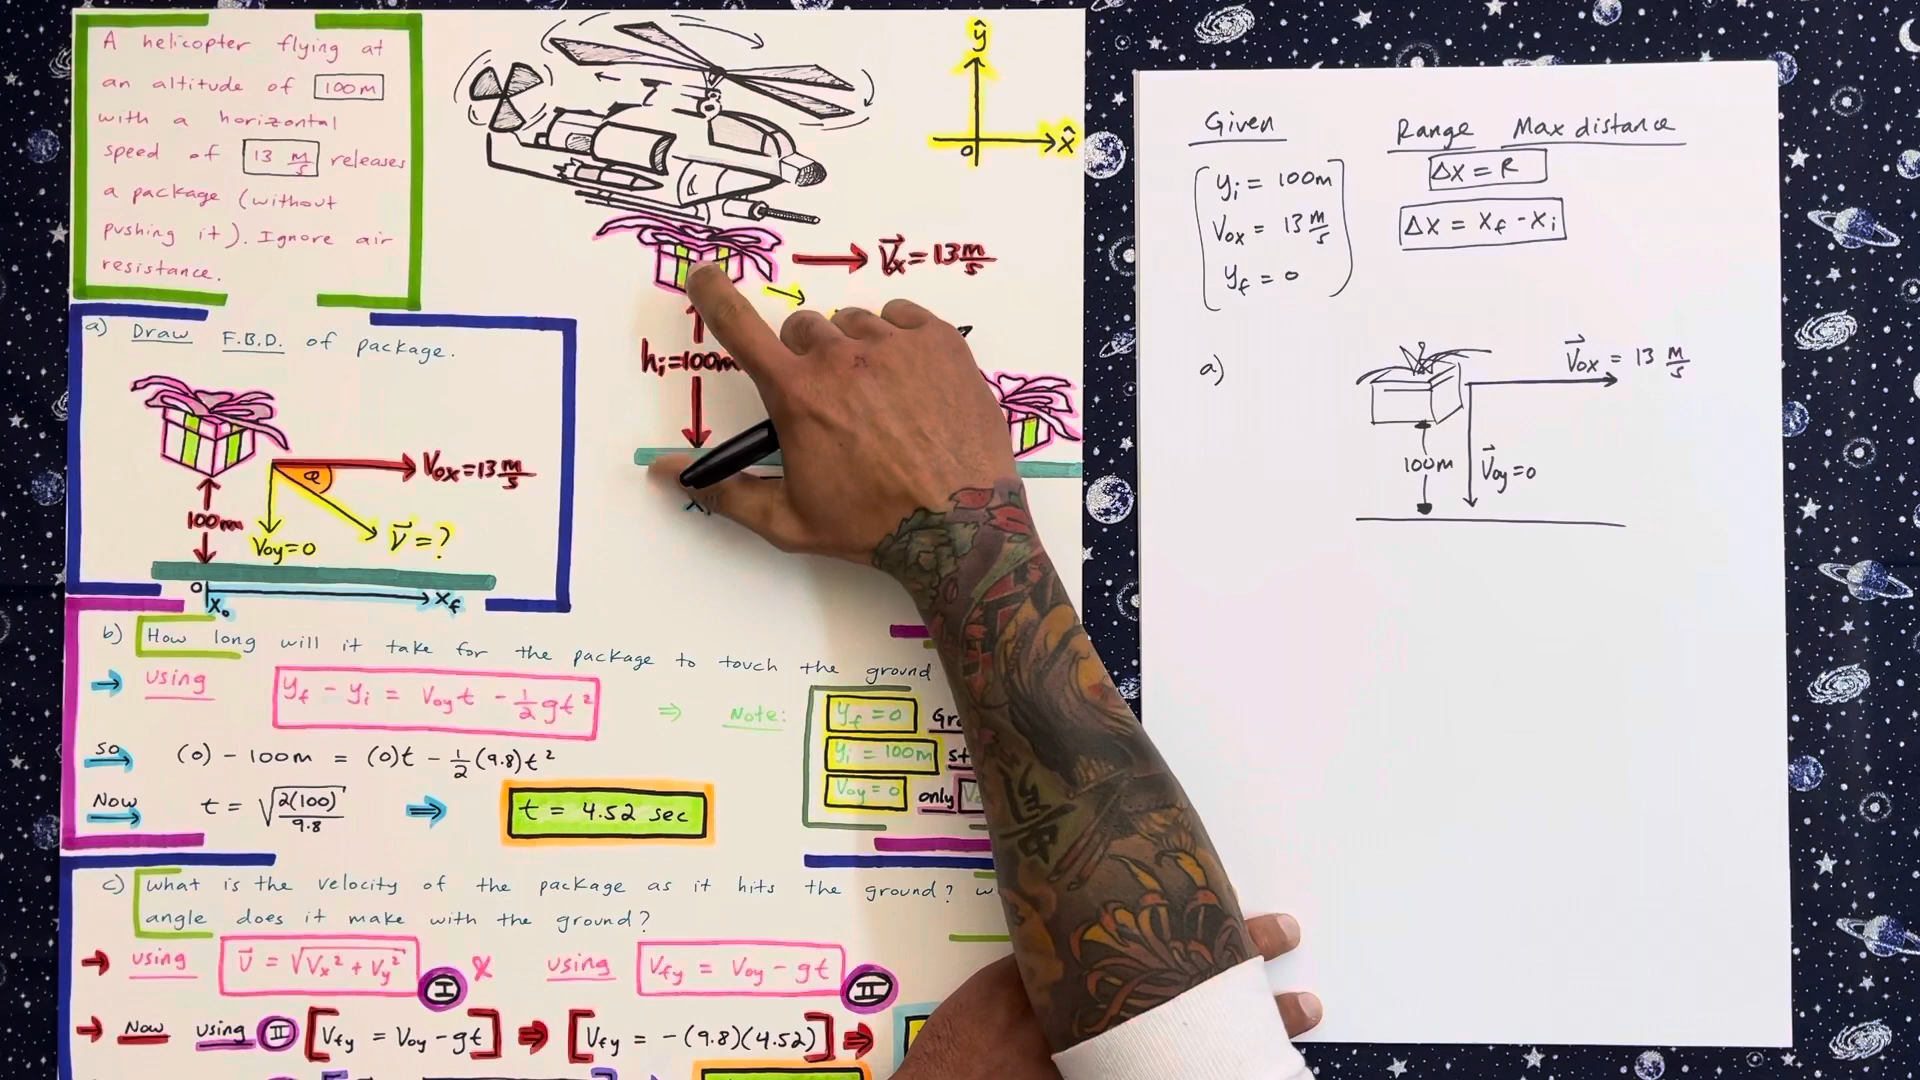 A helicopter flying at
an altitude of 100m
with a horizontal
speed of 13 m/s releases
a package (without
pushing it). Ignore air
resistance.
ŷ
x̂
0
V⃗x = 13 m/s
hi = 100m
a) Draw F.B.D. of package.
Vox = 13 m/s
100m
Voy = 0
V⃗ = ?
0
Xo
Xf
b) How long will it take for the package to touch the ground
using yf - yi = Voyt - 1/2 gt²
⇒ Note: yf = 0
yi = 100m
Voy = 0 only
so (0) - 100m = (0)t - 1/2 (9.8)t²
Now t = √(2(100)/9.8) ⇒ t = 4.52 sec
c) what is the velocity of the package as it hits the ground?
angle does it make with the ground?
→ using V⃗ = √(Vx² + Vy²) I
using Vfy = Voy - gt II
→ Now using II [Vfy = Voy - gt] ⇒ [Vfy = -(9.8)(4.52)] ⇒
Given
yi = 100m
Vox = 13 m/s
yf = 0
Range Max distance
Δx = R
Δx = xf - xi
a)
V⃗ox = 13 m/s
100m
V⃗oy = 0